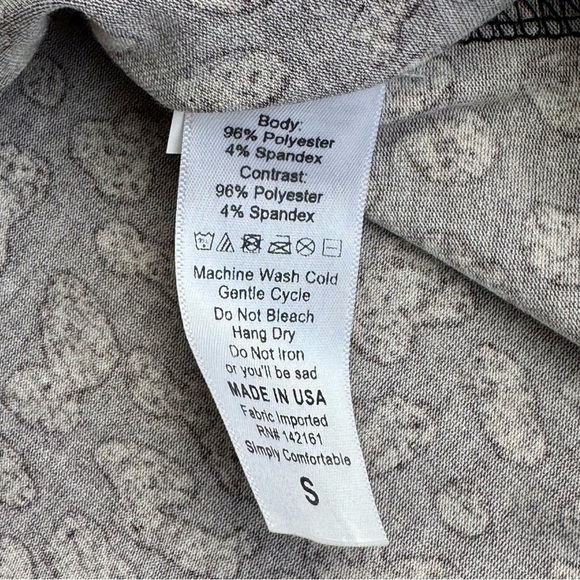 Body:
96% Polyester
4% Spandex
Contrast:
96% Polyester
4% Spandex
Machine Wash Cold
Gentle Cycle
Do Not Bleach
Hang Dry
Do Not Iron
or you'll be sad
MADE IN USA
Fabric Imported
RN# 142161
Simply Comfortable
S